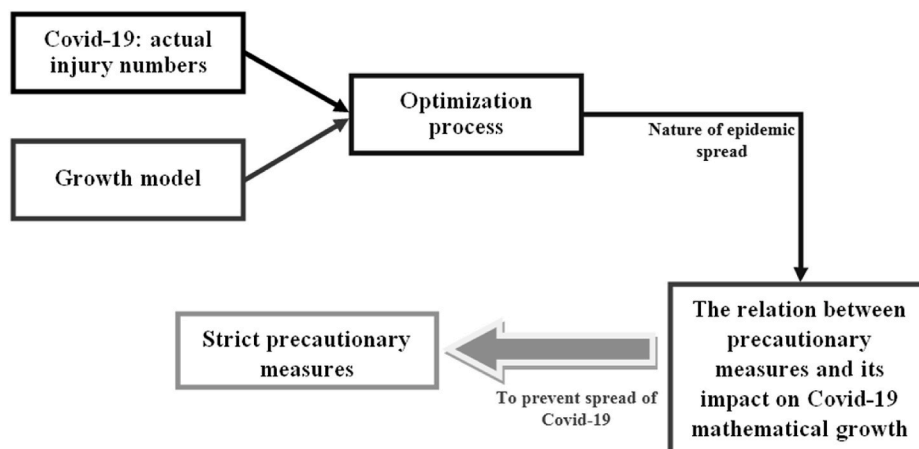 Covid-19: actual
injury numbers
Growth model
Optimization
process
Nature of epidemic
spread
The relation between
precautionary
measures and its
impact on Covid-19
mathematical growth
To prevent spread of
Covid-19
Strict precautionary
measures